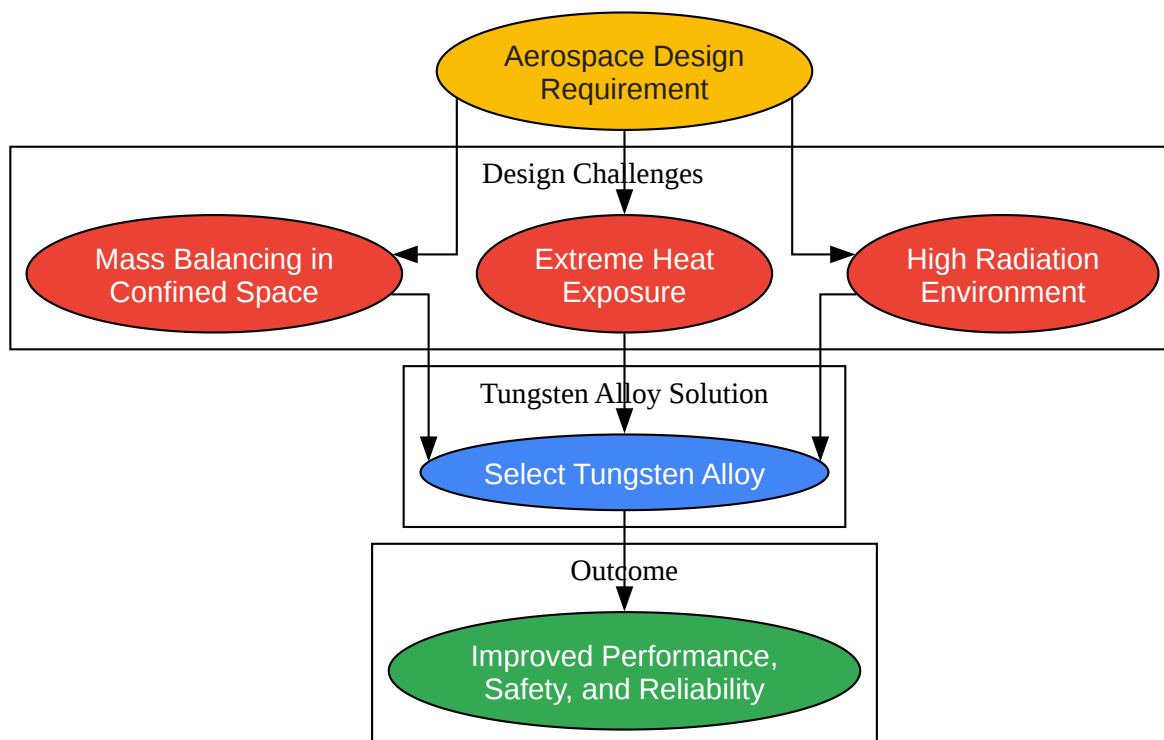 Aerospace Design
Requirement
Design Challenges
Mass Balancing in
Confined Space
Extreme Heat
Exposure
High Radiation
Environment
Tungsten Alloy Solution
Select Tungsten Alloy
Outcome
Improved Performance,
Safety, and Reliability